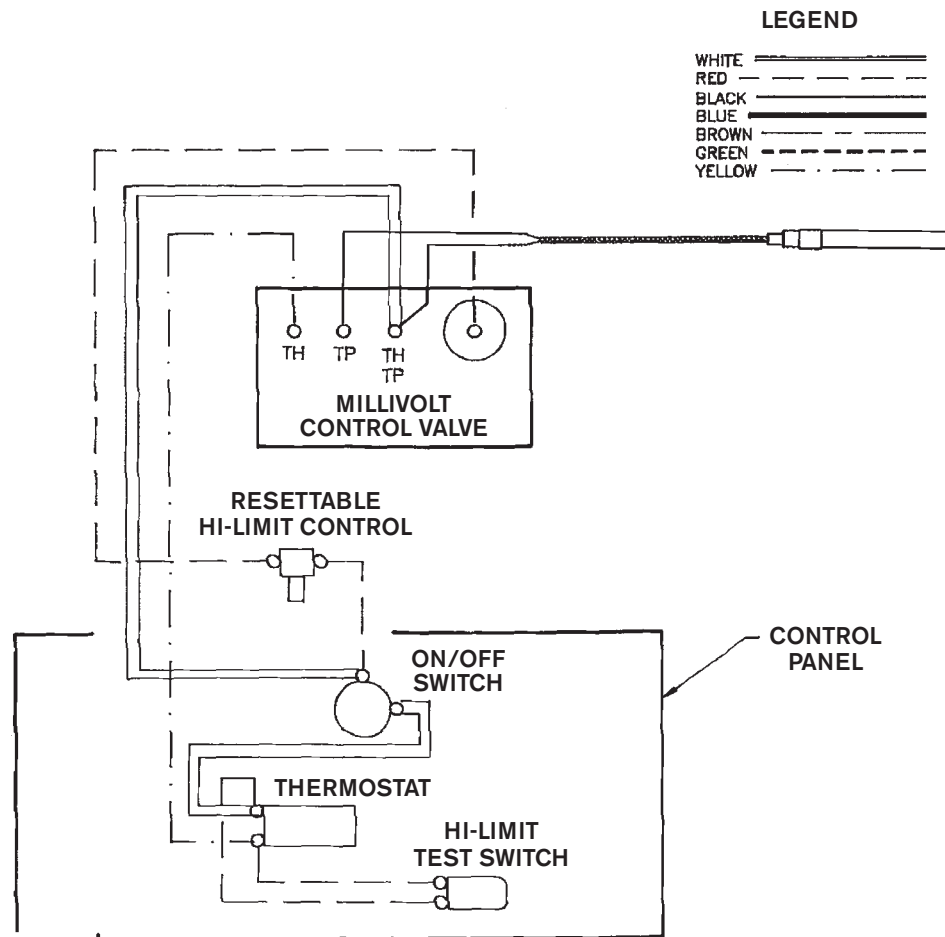 LEGEND
WHITE
RED
BLACK
BLUE
BROWN
GREEN
YELLOW
TH
TP
TH
TP
MILLIVOLT
CONTROL VALVE
RESETTABLE
HI-LIMIT CONTROL
CONTROL
PANEL
ON/OFF
SWITCH
THERMOSTAT
HI-LIMIT
TEST SWITCH